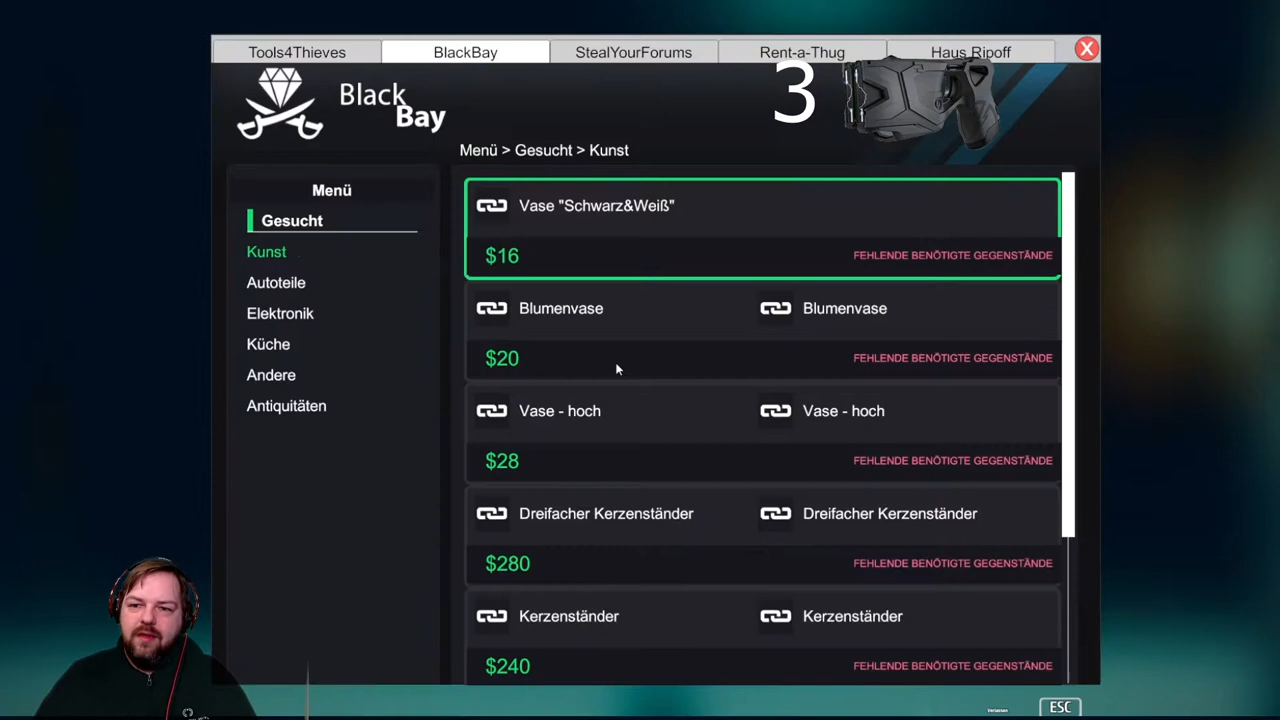 Tools4Thieves BlackBay StealYourForums Rent-a-Thug Haus Ripoff X
Black
Bay
3
Menü > Gesucht > Kunst
Menü
Gesucht
Kunst
Autoteile
Elektronik
Küche
Andere
Antiquitäten
Vase "Schwarz&Weiß"
$16 FEHLENDE BENÖTIGTE GEGENSTÄNDE
Blumenvase Blumenvase
$20 FEHLENDE BENÖTIGTE GEGENSTÄNDE
Vase - hoch Vase - hoch
$28 FEHLENDE BENÖTIGTE GEGENSTÄNDE
Dreifacher Kerzenständer Dreifacher Kerzenständer
$280 FEHLENDE BENÖTIGTE GEGENSTÄNDE
Kerzenständer Kerzenständer
$240 FEHLENDE BENÖTIGTE GEGENSTÄNDE
Verlassen ESC